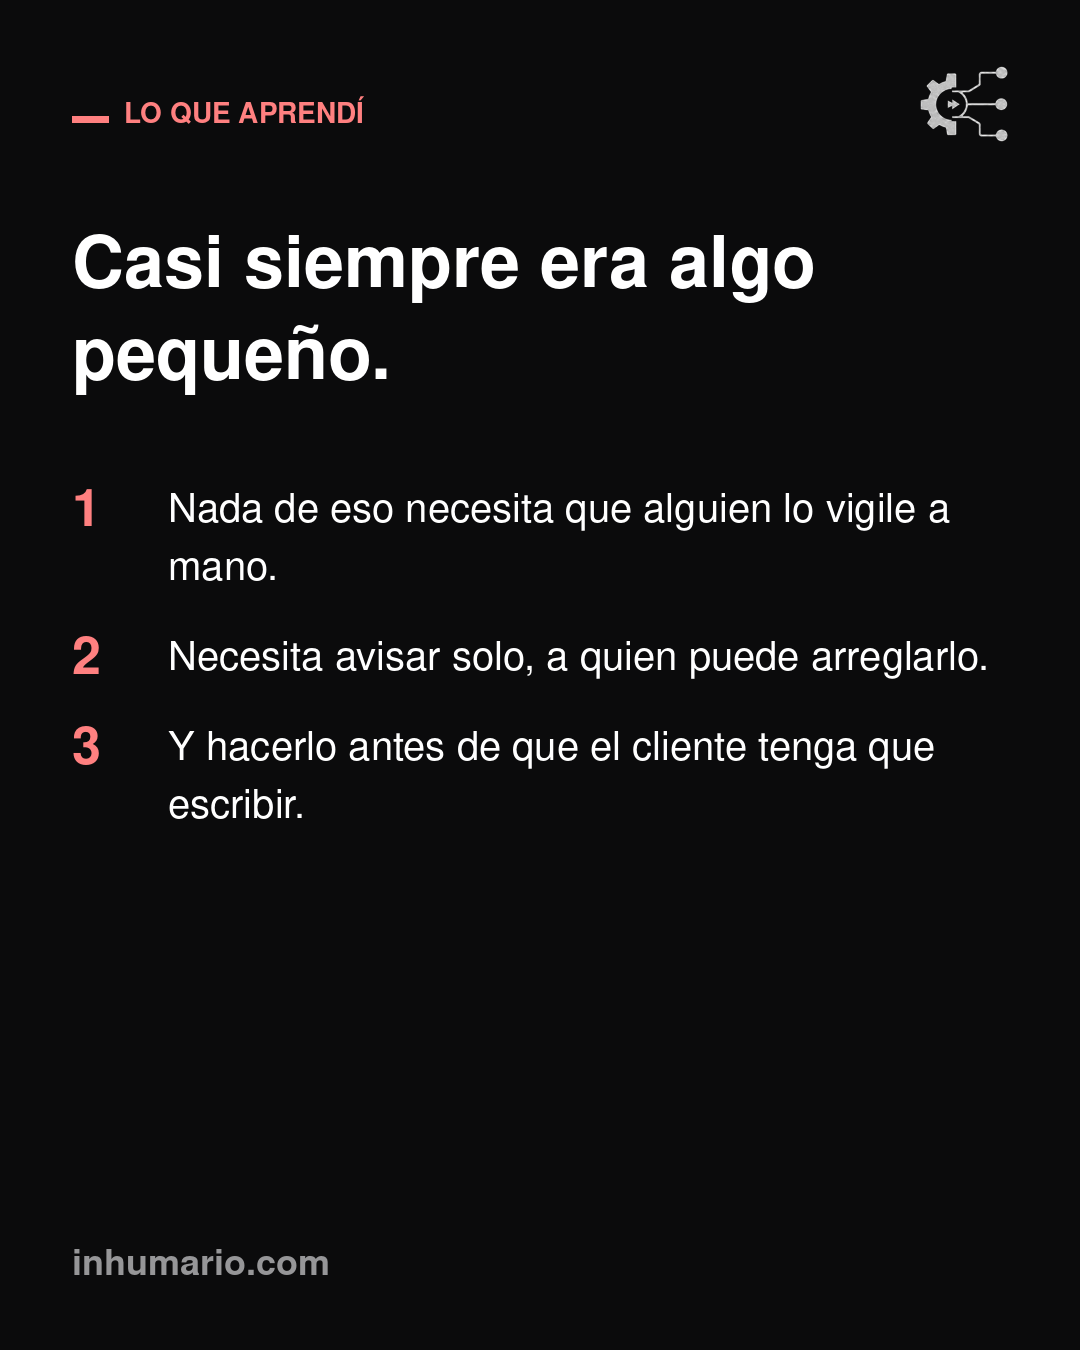 LO QUE APRENDÍ
Casi siempre era algo
pequeño.
1 Nada de eso necesita que alguien lo vigile a
mano.
2 Necesita avisar solo, a quien puede arreglarlo.
3 Y hacerlo antes de que el cliente tenga que
escribir.
inhumario.com